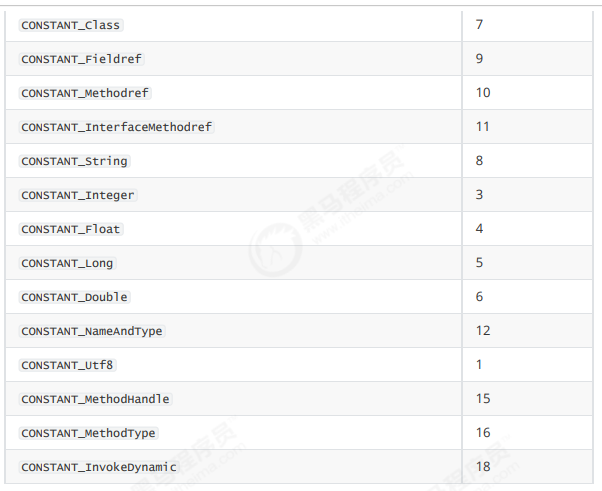 CONSTANT_Class 7
CONSTANT_Fieldref 9
CONSTANT_Methodref 10
CONSTANT_InterfaceMethodref 11
CONSTANT_String 8
CONSTANT_Integer 3
CONSTANT_Float 4
CONSTANT_Long 5
CONSTANT_Double 6
CONSTANT_NameAndType 12
CONSTANT_Utf8 1
CONSTANT_MethodHandle 15
CONSTANT_MethodType 16
CONSTANT_InvokeDynamic 18
黑马程序员
www.itheima.com